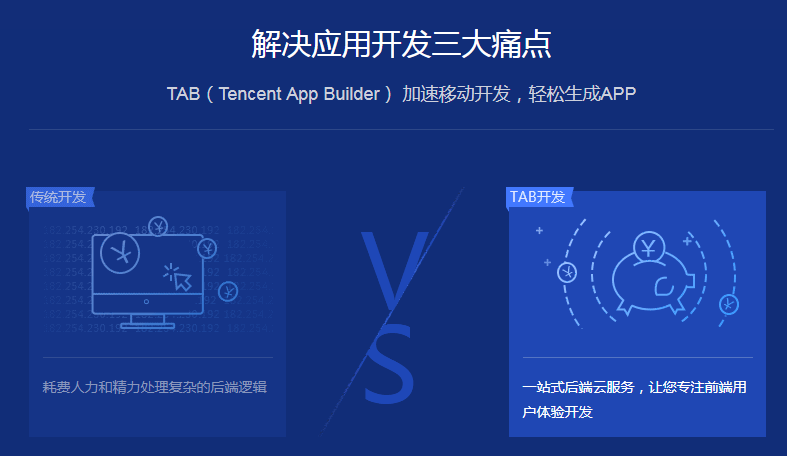 解决应用开发三大痛点
TAB（Tencent App Builder） 加速移动开发，轻松生成APP
传统开发
VS
TAB开发
耗费人力和精力处理复杂的后端逻辑
一站式后端云服务，让您专注前端用
户体验开发